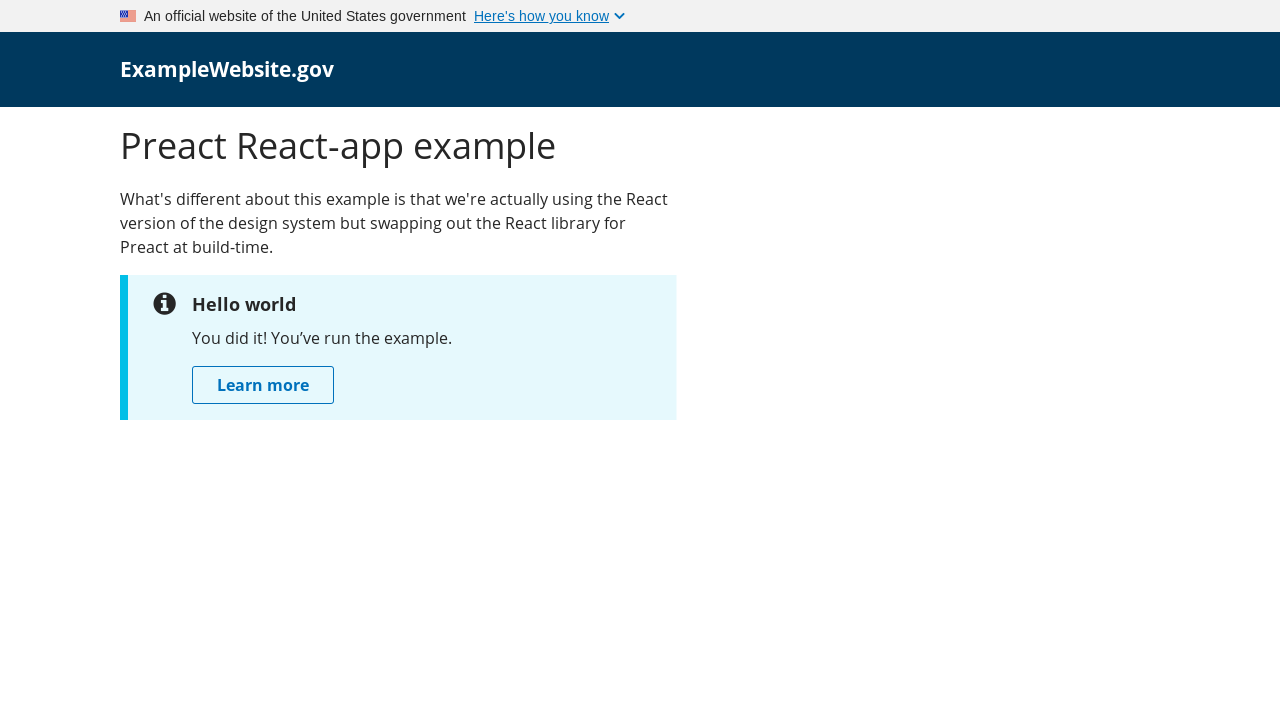 An official website of the United States government Here's how you know
ExampleWebsite.gov
Preact React-app example
What's different about this example is that we're actually using the React
version of the design system but swapping out the React library for
Preact at build-time.
Hello world
You did it! You’ve run the example.
Learn more